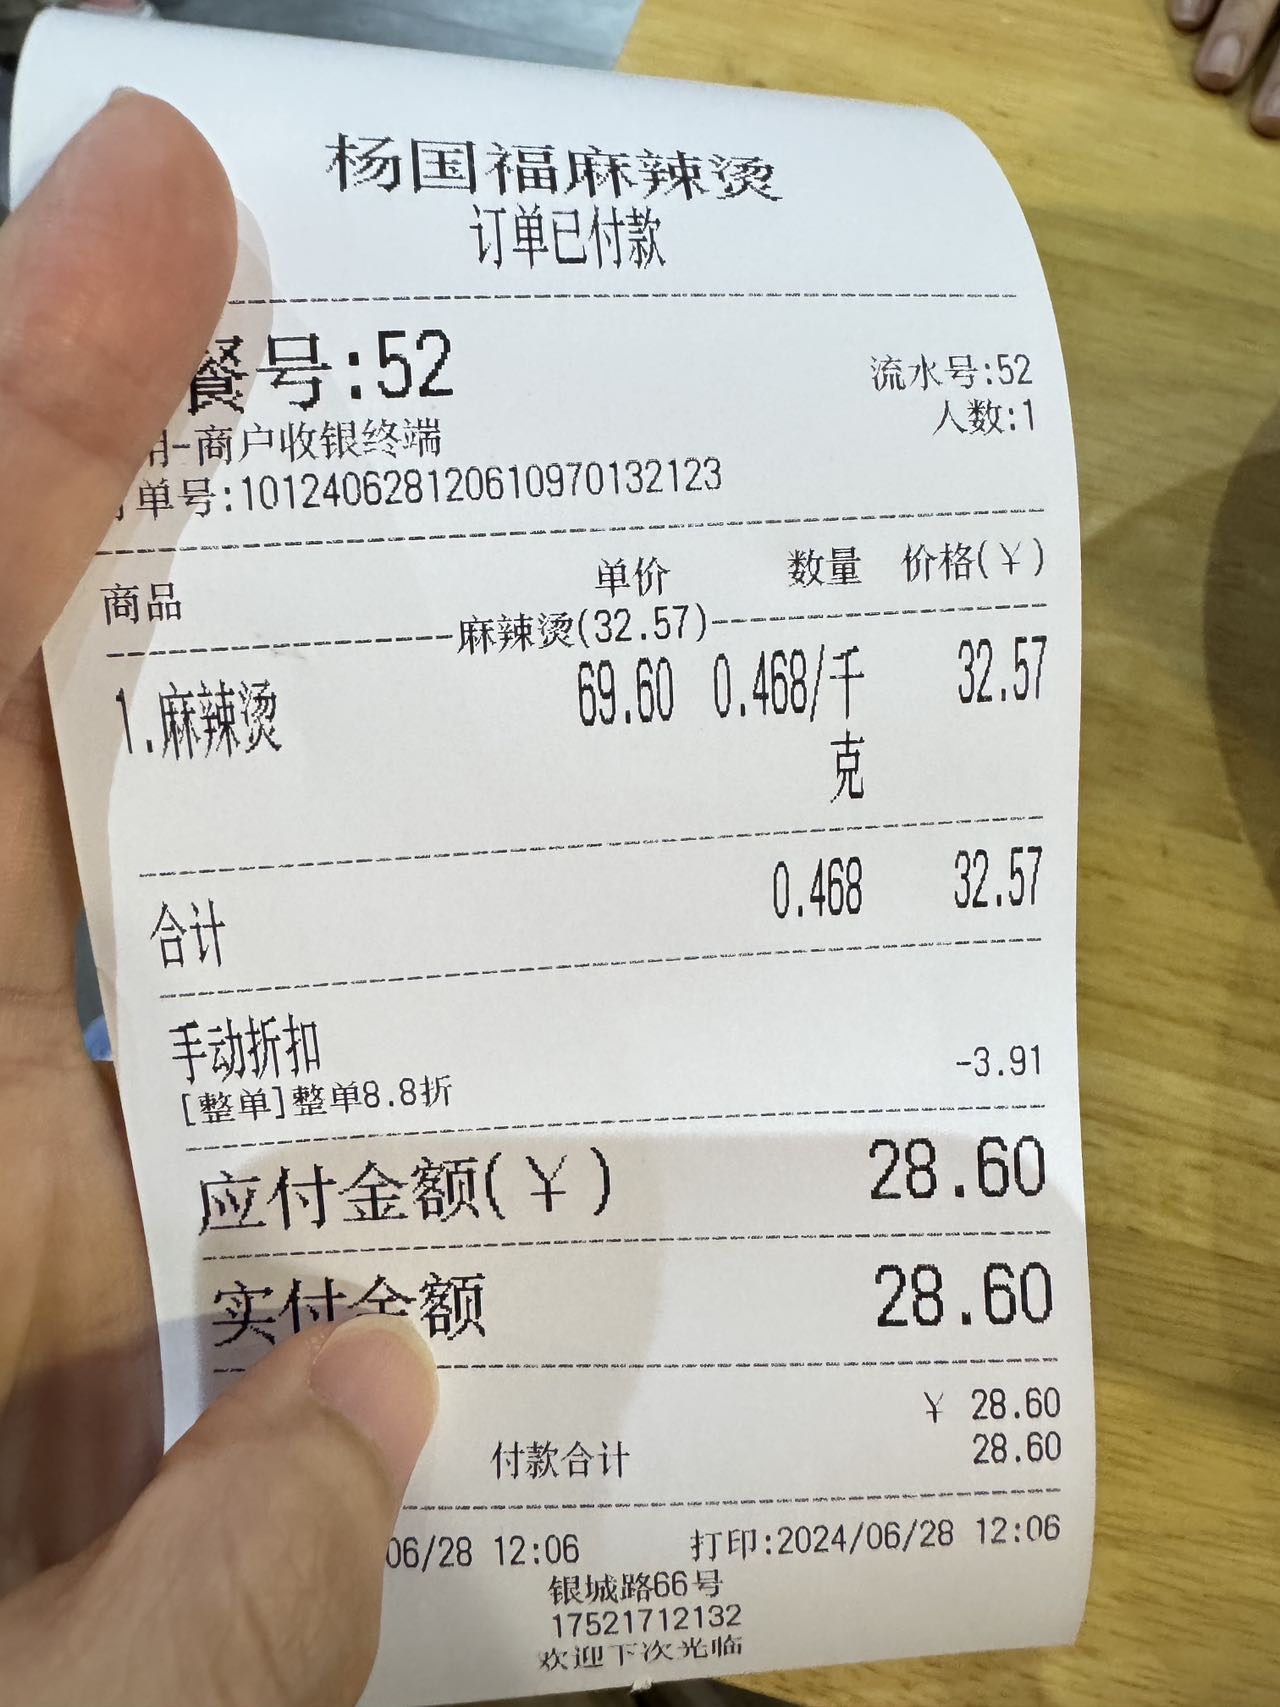 杨国福麻辣烫
订单已付款
餐号:52
流水号:52
人数:1
-商户收银终端
单号:101240628120610970132123
商品 单价 数量 价格(¥)
麻辣烫(32.57)
1.麻辣烫 69.60 0.468/千克 32.57
合计 0.468 32.57
手动折扣
[整单]整单8.8折 -3.91
应付金额(¥) 28.60
实付金额 28.60
¥ 28.60
付款合计 28.60
06/28 12:06 打印:2024/06/28 12:06
银城路66号
17521712132
欢迎下次光临